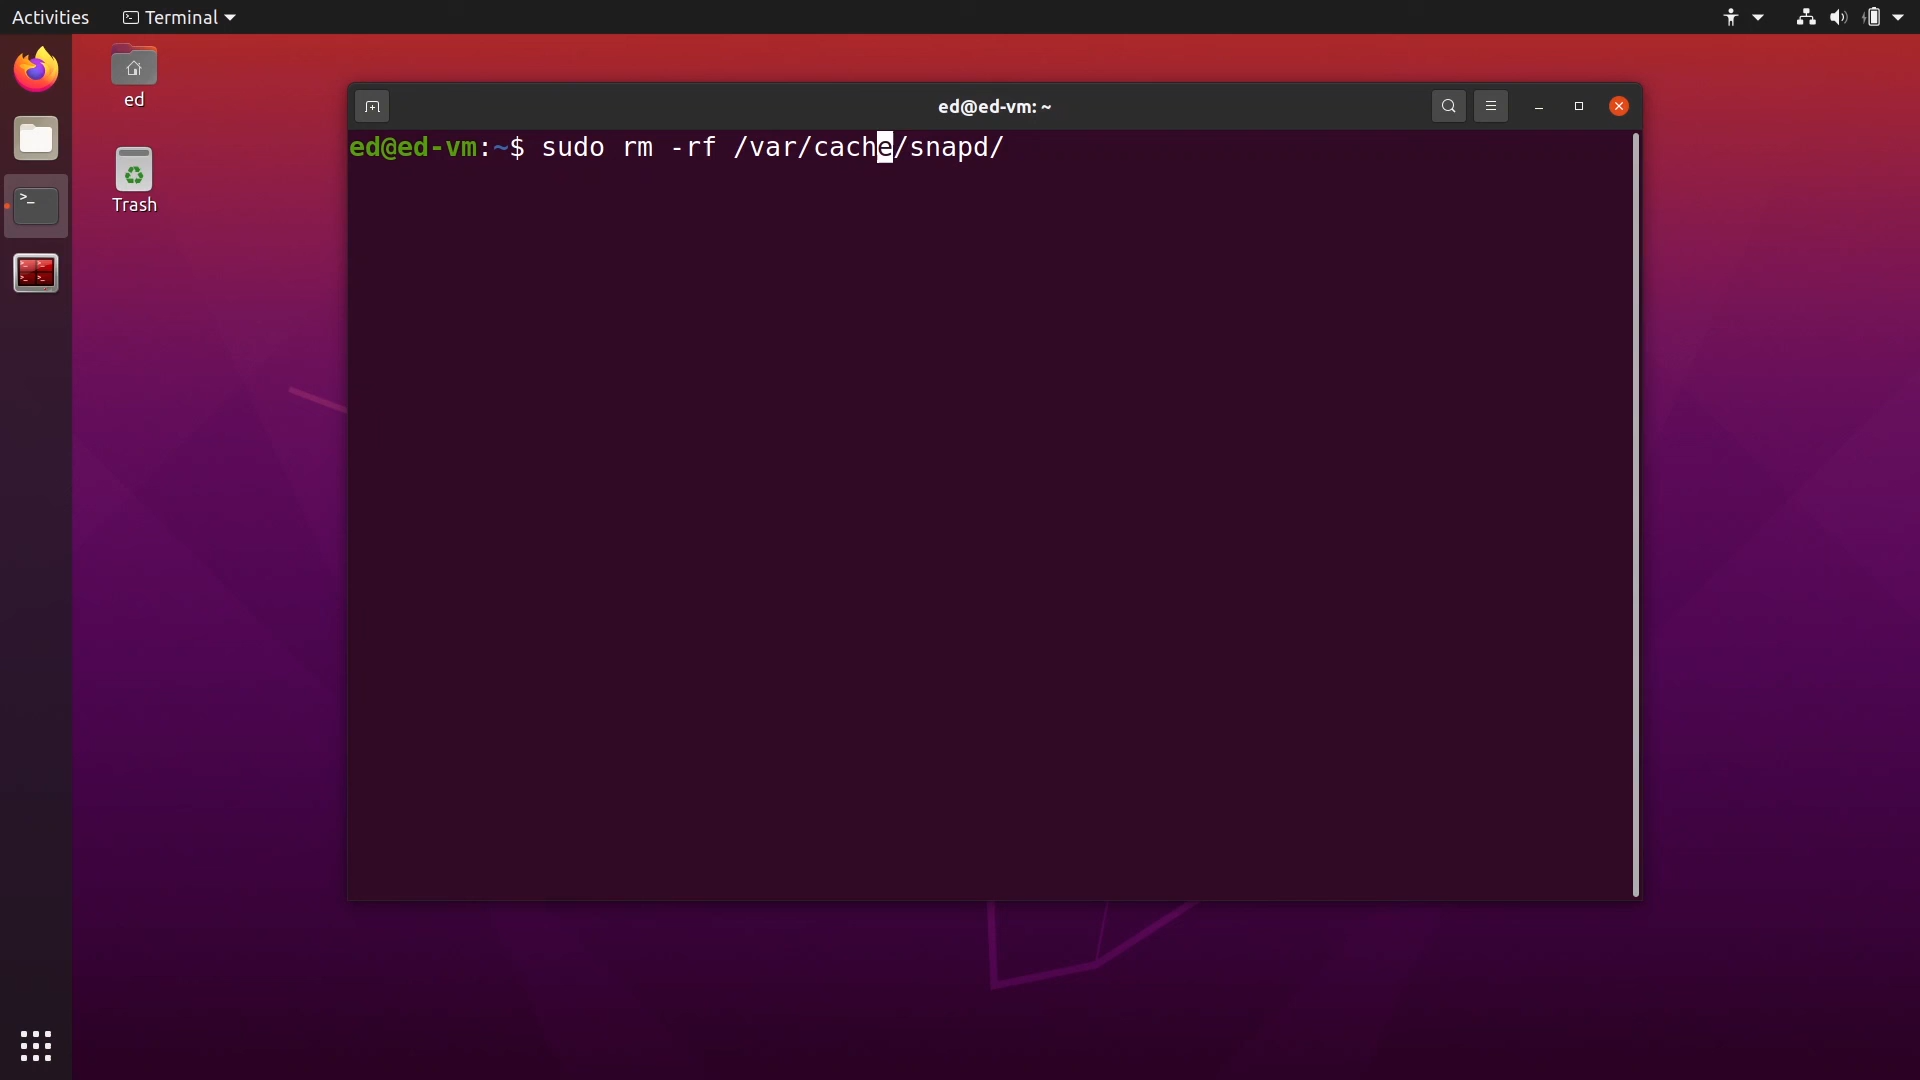 Activities
Terminal
ed
Trash
ed@ed-vm: ~
ed@ed-vm:~$ sudo rm -rf /var/cache/snapd/